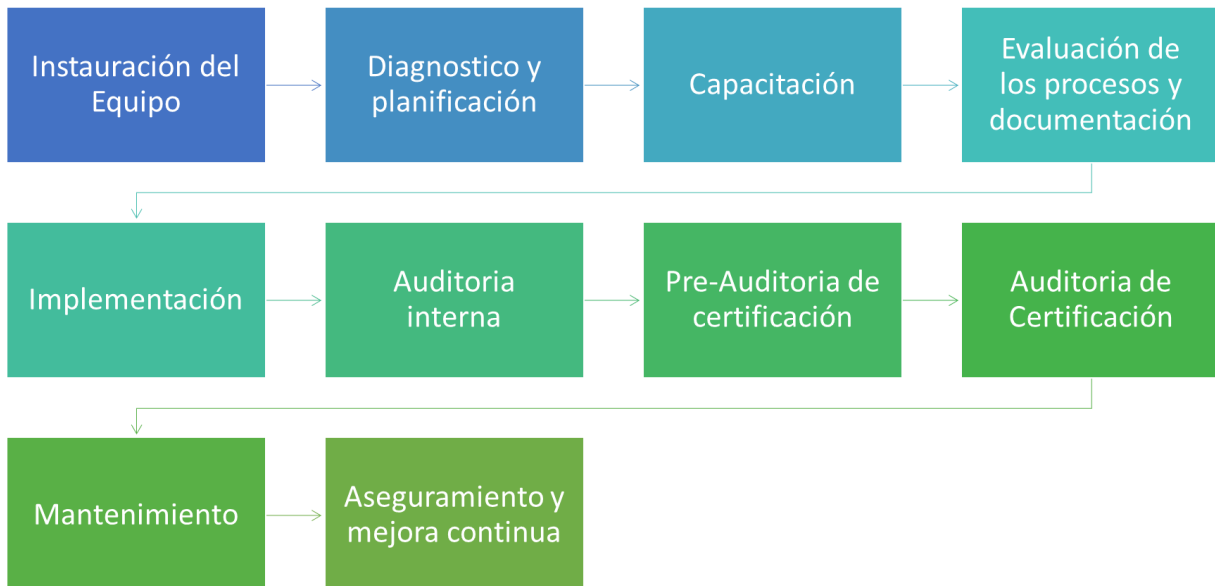 Instauración del
Equipo
Diagnostico y
planificación
Capacitación
Evaluación de
los procesos y
documentación
Implementación
Auditoria
interna
Pre-Auditoria de
certificación
Auditoria de
Certificación
Mantenimiento
Aseguramiento y
mejora continua